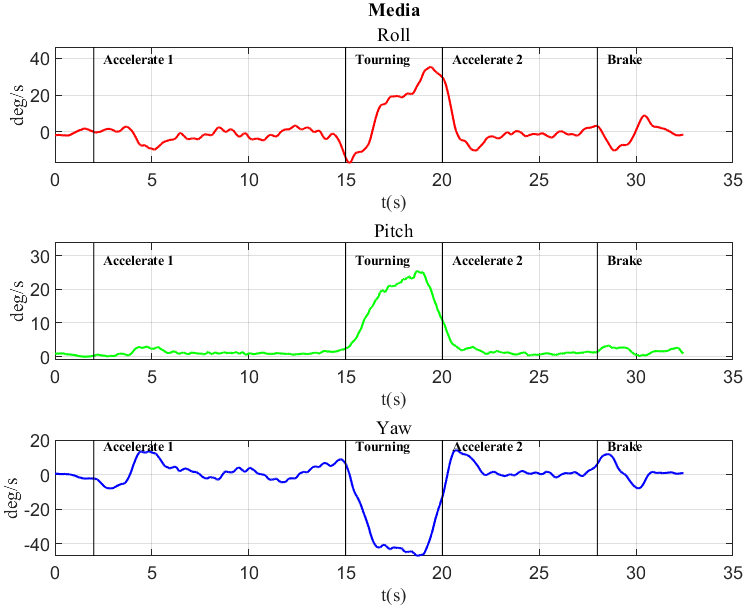 Media
Roll
40
20
0
deg/s
Accelerate 1
Tourning
Accelerate 2
Brake
0 5 10 15 20 25 30 35
t(s)
Pitch
30
20
10
0
deg/s
Accelerate 1
Tourning
Accelerate 2
Brake
0 5 10 15 20 25 30 35
t(s)
Yaw
20
0
-20
-40
deg/s
Accelerate 1
Tourning
Accelerate 2
Brake
0 5 10 15 20 25 30 35
t(s)